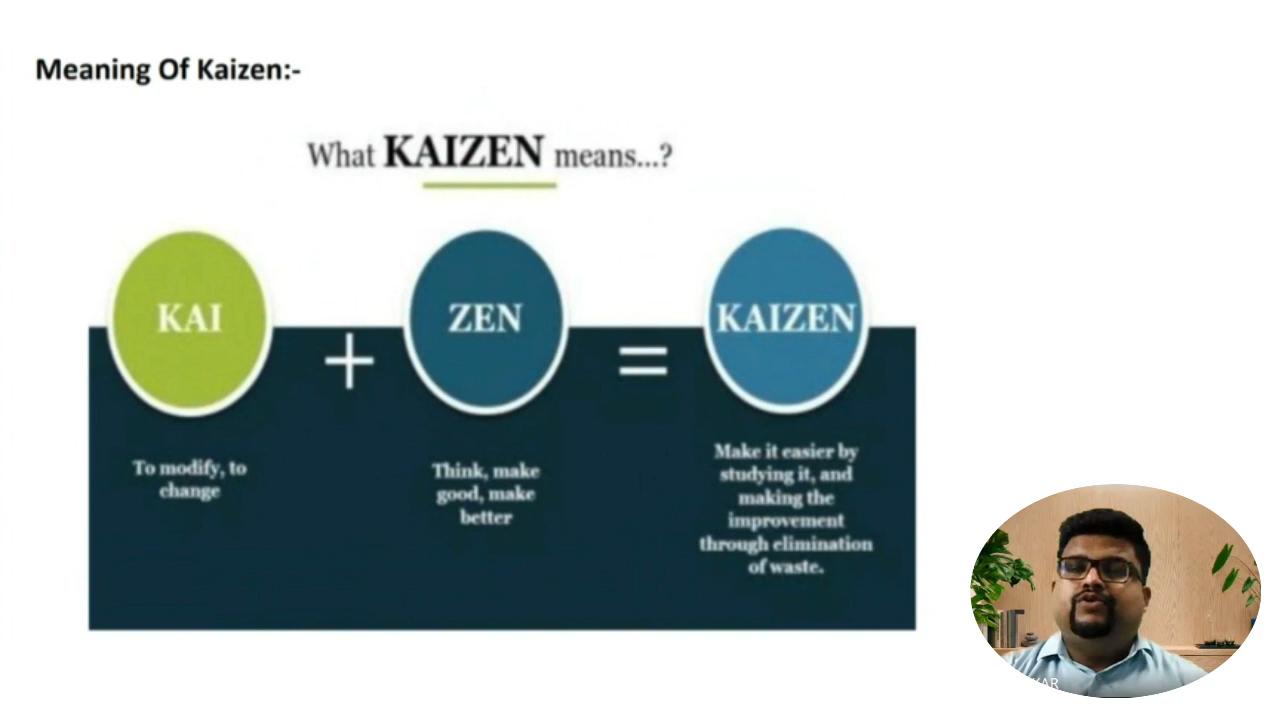 Meaning Of Kaizen:-
What KAIZEN means...?
KAI
+
ZEN
=
KAIZEN
To modify, to
change
Think, make
good, make
better
Make it easier by
studying it, and
making the
improvement
through elimination
of waste.